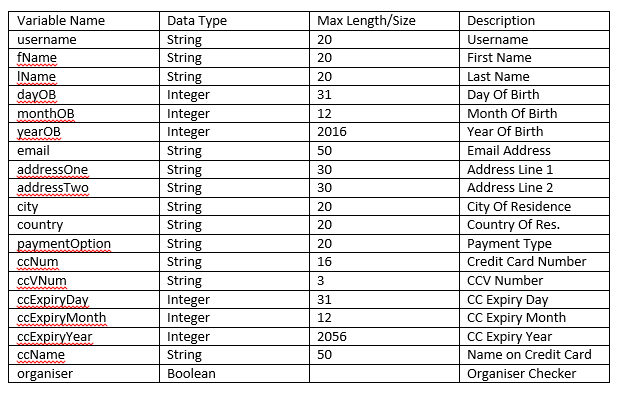 Variable Name Data Type Max Length/Size Description
username String 20 Username
fName String 20 First Name
lName String 20 Last Name
dayOB Integer 31 Day Of Birth
monthOB Integer 12 Month Of Birth
yearOB Integer 2016 Year Of Birth
email String 50 Email Address
addressOne String 30 Address Line 1
addressTwo String 30 Address Line 2
city String 20 City Of Residence
country String 20 Country Of Res.
paymentOption String 20 Payment Type
ccNum String 16 Credit Card Number
ccVNum String 3 CCV Number
ccExpiryDay Integer 31 CC Expiry Day
ccExpiryMonth Integer 12 CC Expiry Month
ccExpiryYear Integer 2056 CC Expiry Year
ccName String 50 Name on Credit Card
organiser Boolean Organiser Checker